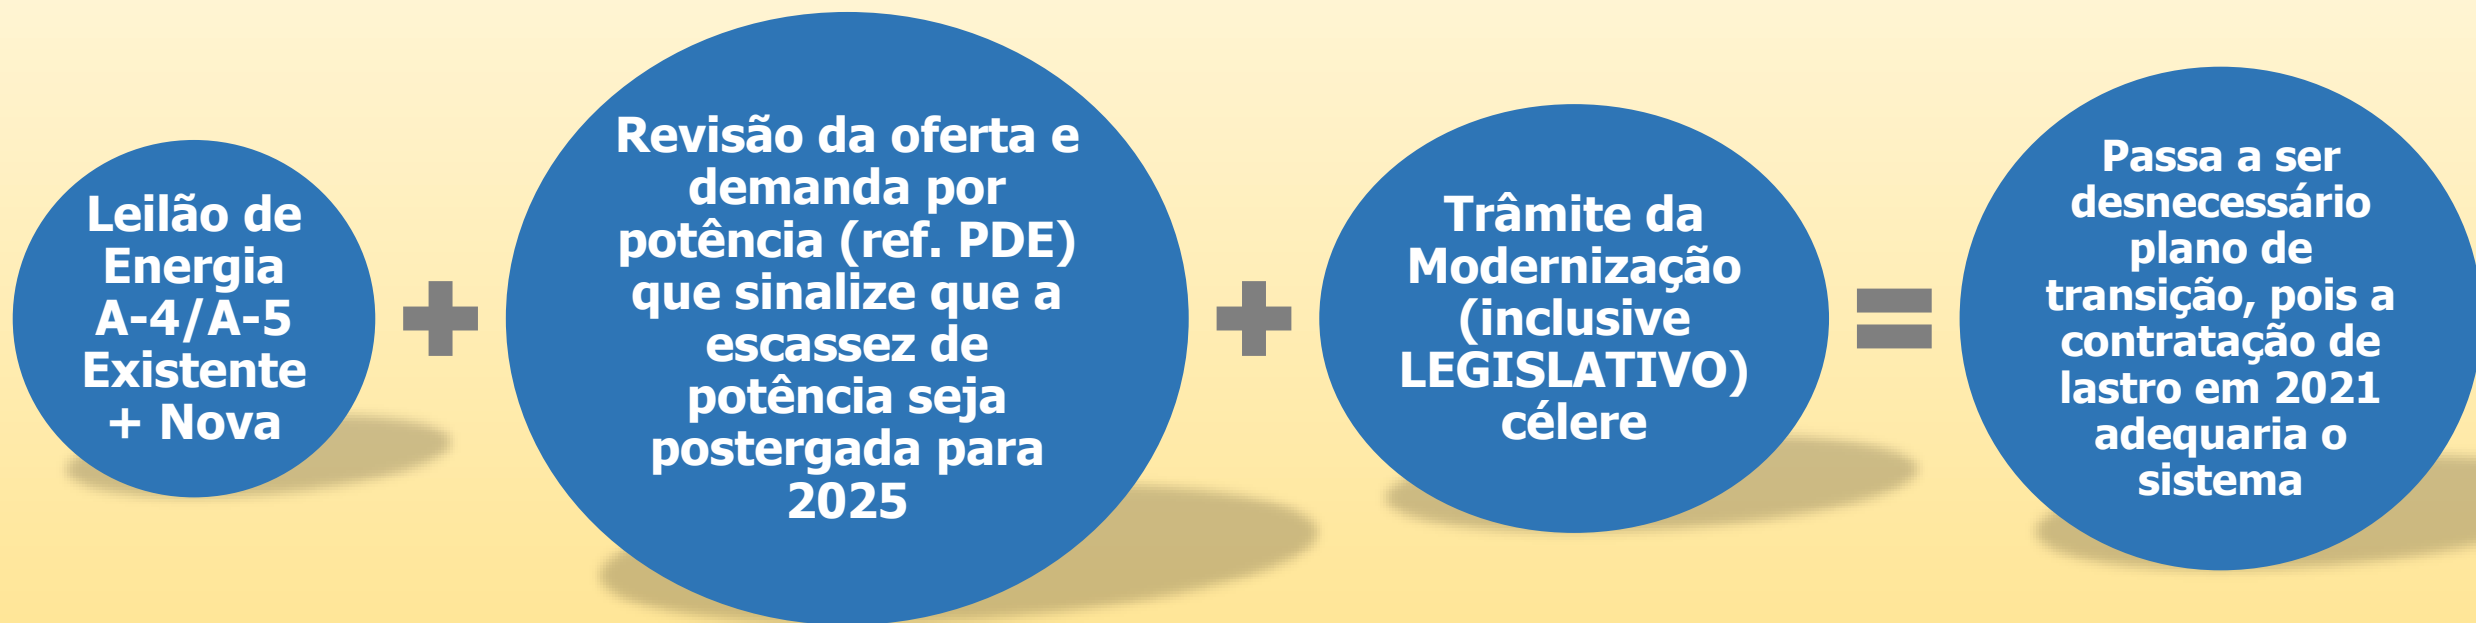 Leilão de
Energia
A-4/A-5
Existente
+ Nova
Revisão da oferta e
demanda por
potência (ref. PDE)
que sinalize que a
escassez de
potência seja
postergada para
2025
Trâmite da
Modernização
(inclusive
LEGISLATIVO)
célere
Passa a ser
desnecessário
plano de
transição, pois a
contratação de
lastro em 2021
adequaria o
sistema